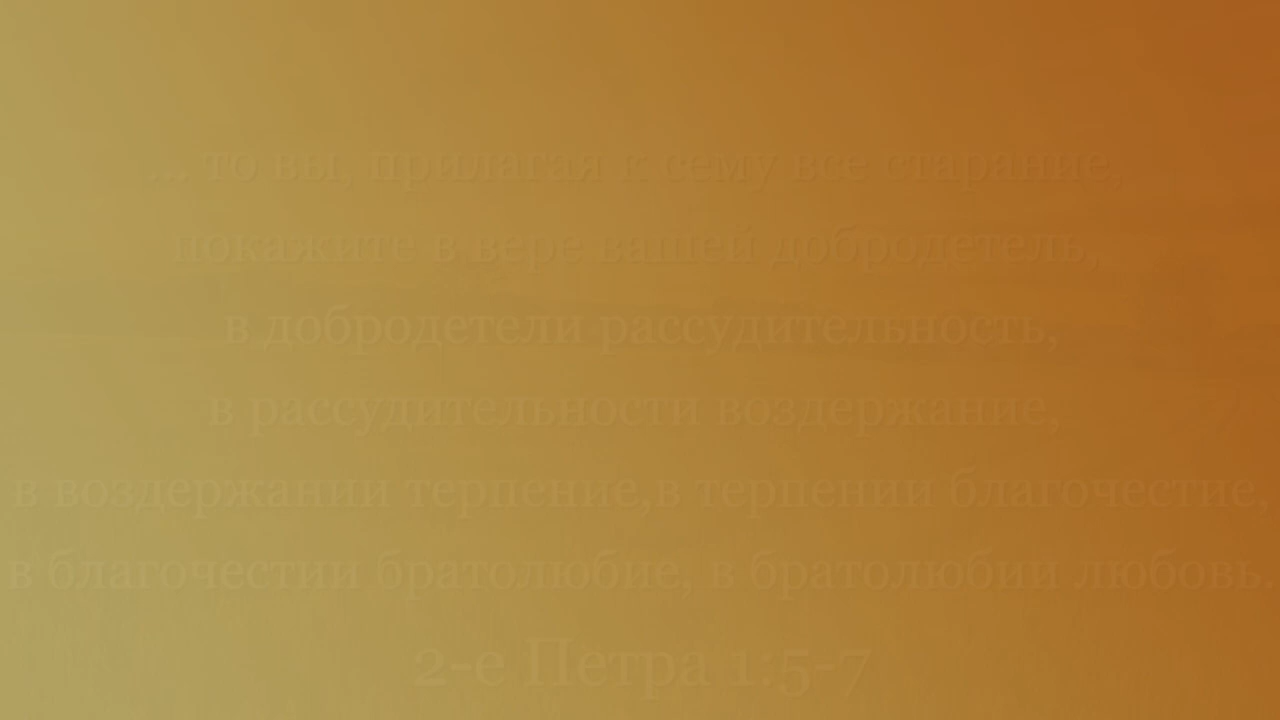 ... то вы, прилагая к сему все старание,
покажите в вере вашей добродетель,
в добродетели рассудительность,
в рассудительности воздержание,
в воздержании терпение,в терпении благочестие,
в благочестии братолюбие, в братолюбии любовь.
2-е Петра 1:5-7